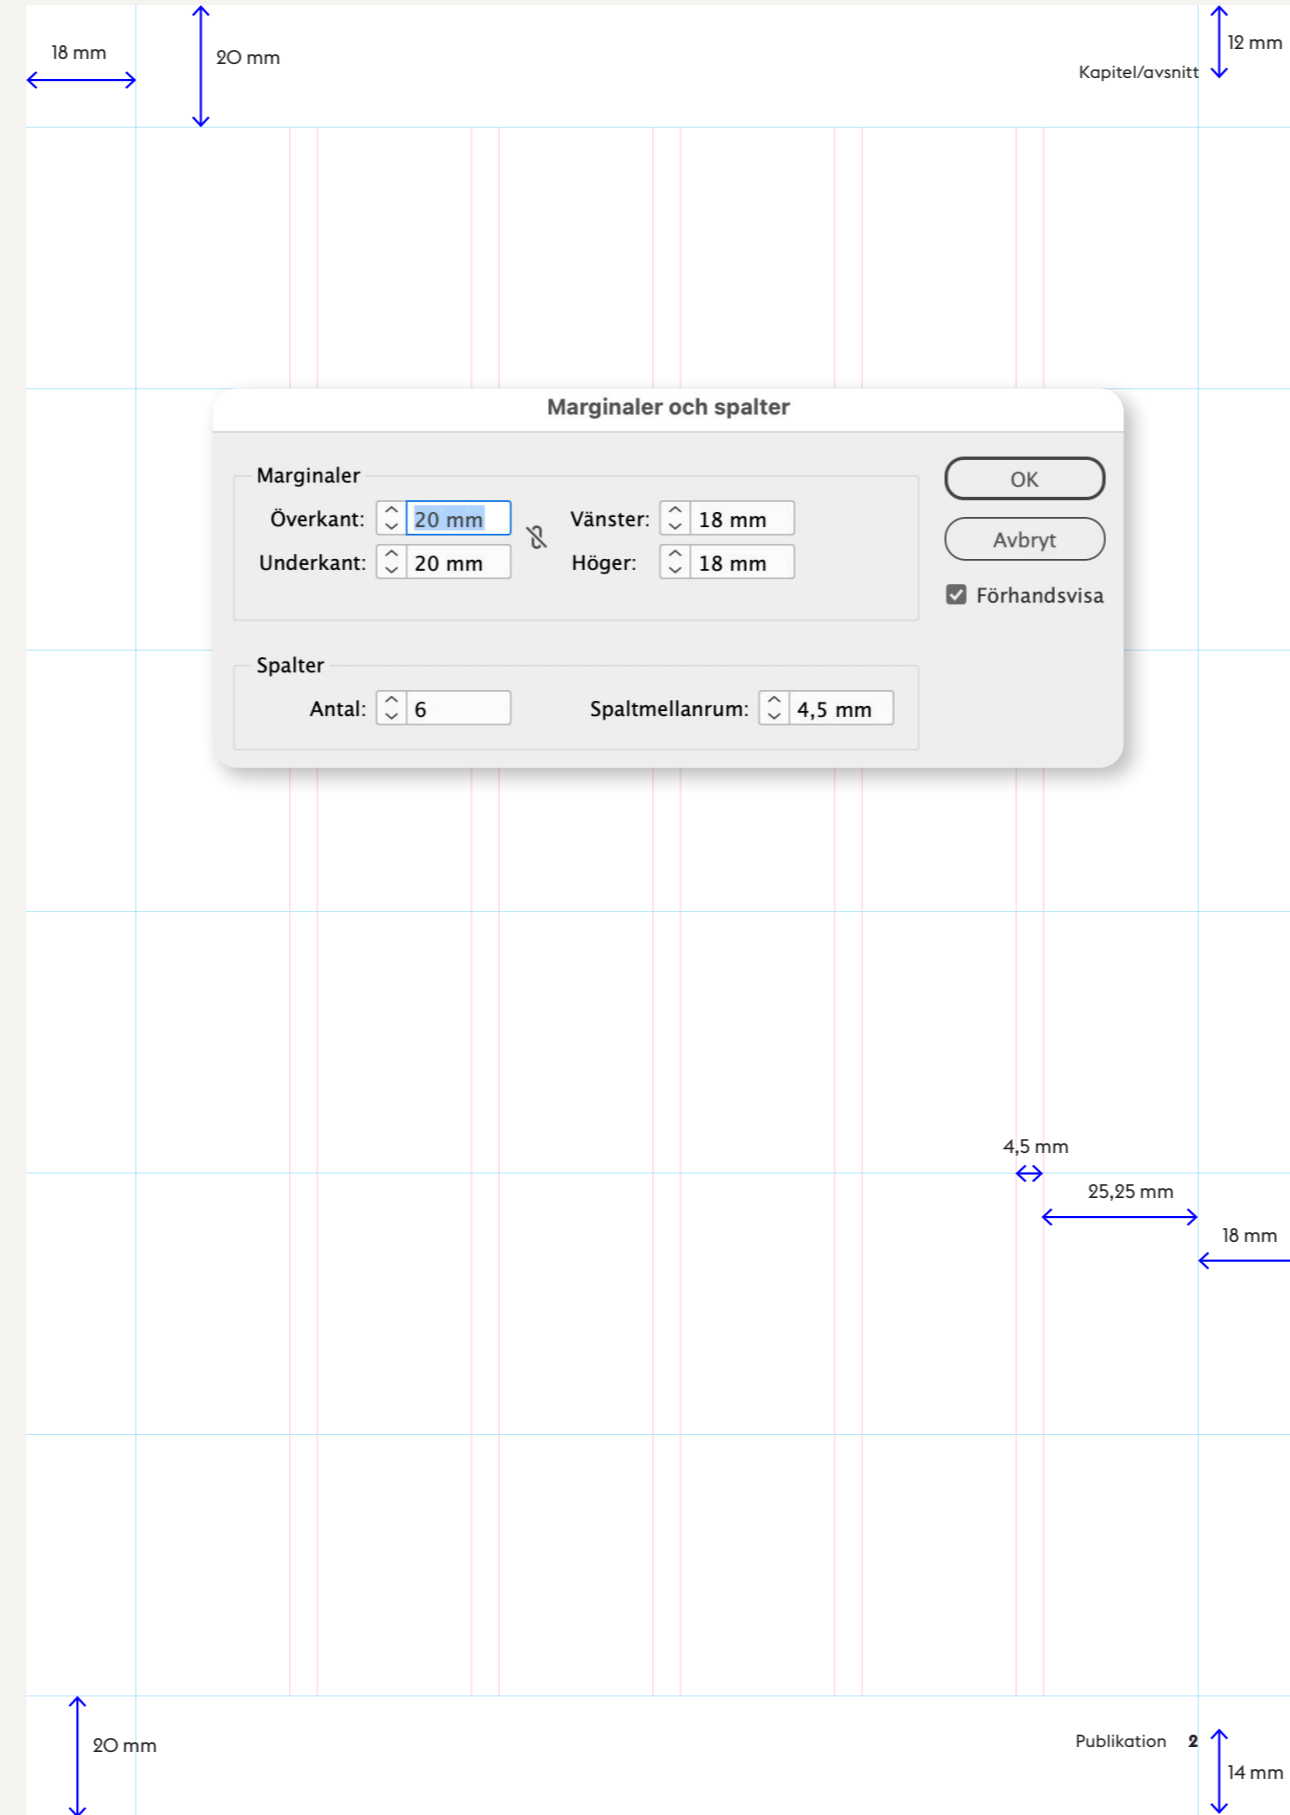 18 mm
20 mm
12 mm
Kapitel/avsnitt
Marginaler och spalter
Marginaler
Överkant: 20 mm Vänster: 18 mm
Underkant: 20 mm Höger: 18 mm
OK
Avbryt
Förhandsvisa
Spalter
Antal: 6 Spaltmellanrum: 4,5 mm
4,5 mm
25,25 mm
18 mm
20 mm
Publikation 2
14 mm